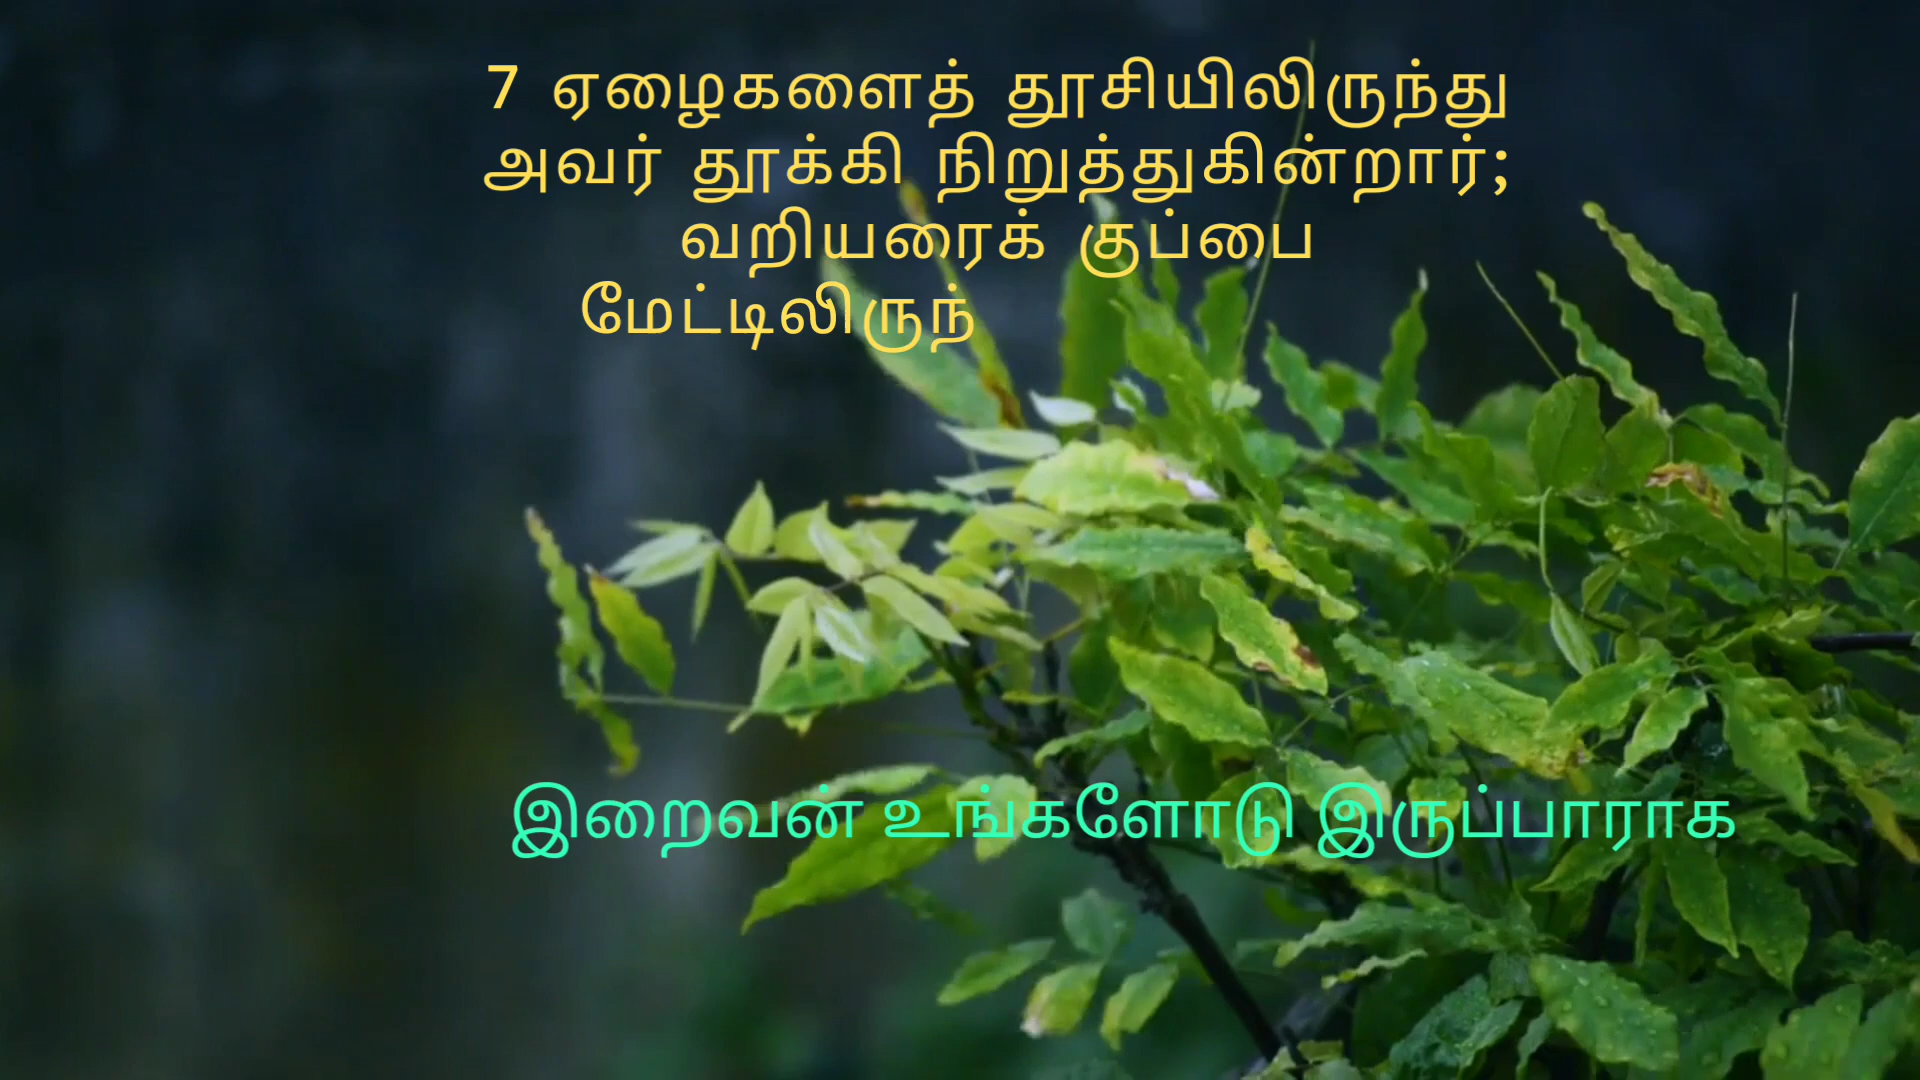 7 ஏழைகளைத் தூசியிலிருந்து
அவர் தூக்கி நிறுத்துகின்றார்;
வறியரைக் குப்பை
மேட்டிலிருந்
இறைவன் உங்களோடு இருப்பாராக